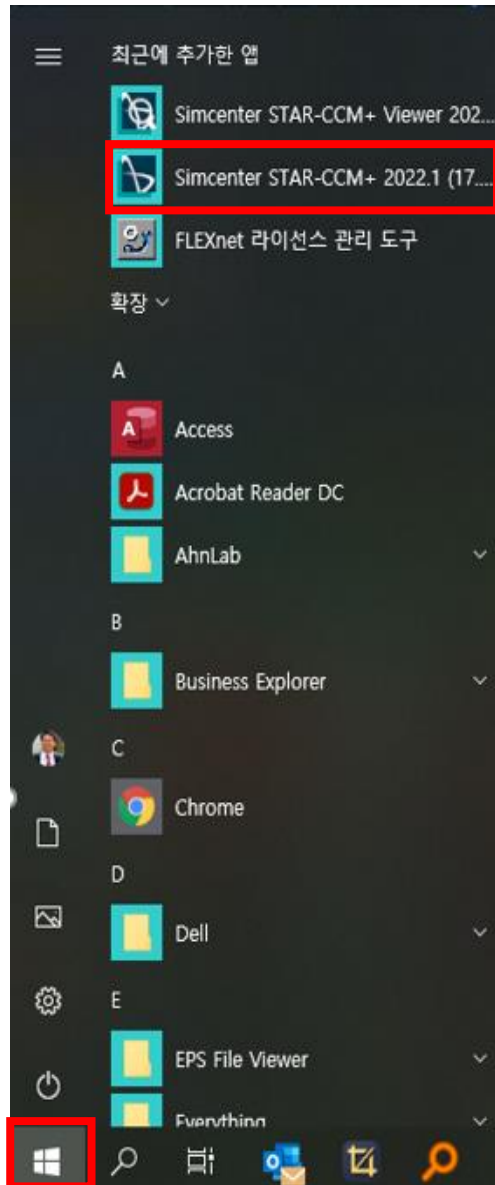 최근에 추가한 앱
Simcenter STAR-CCM+ Viewer 202...
Simcenter STAR-CCM+ 2022.1 (17....
FLEXnet 라이선스 관리 도구
확장
A
Access
Acrobat Reader DC
AhnLab
B
Business Explorer
C
Chrome
D
Dell
E
EPS File Viewer
Everything